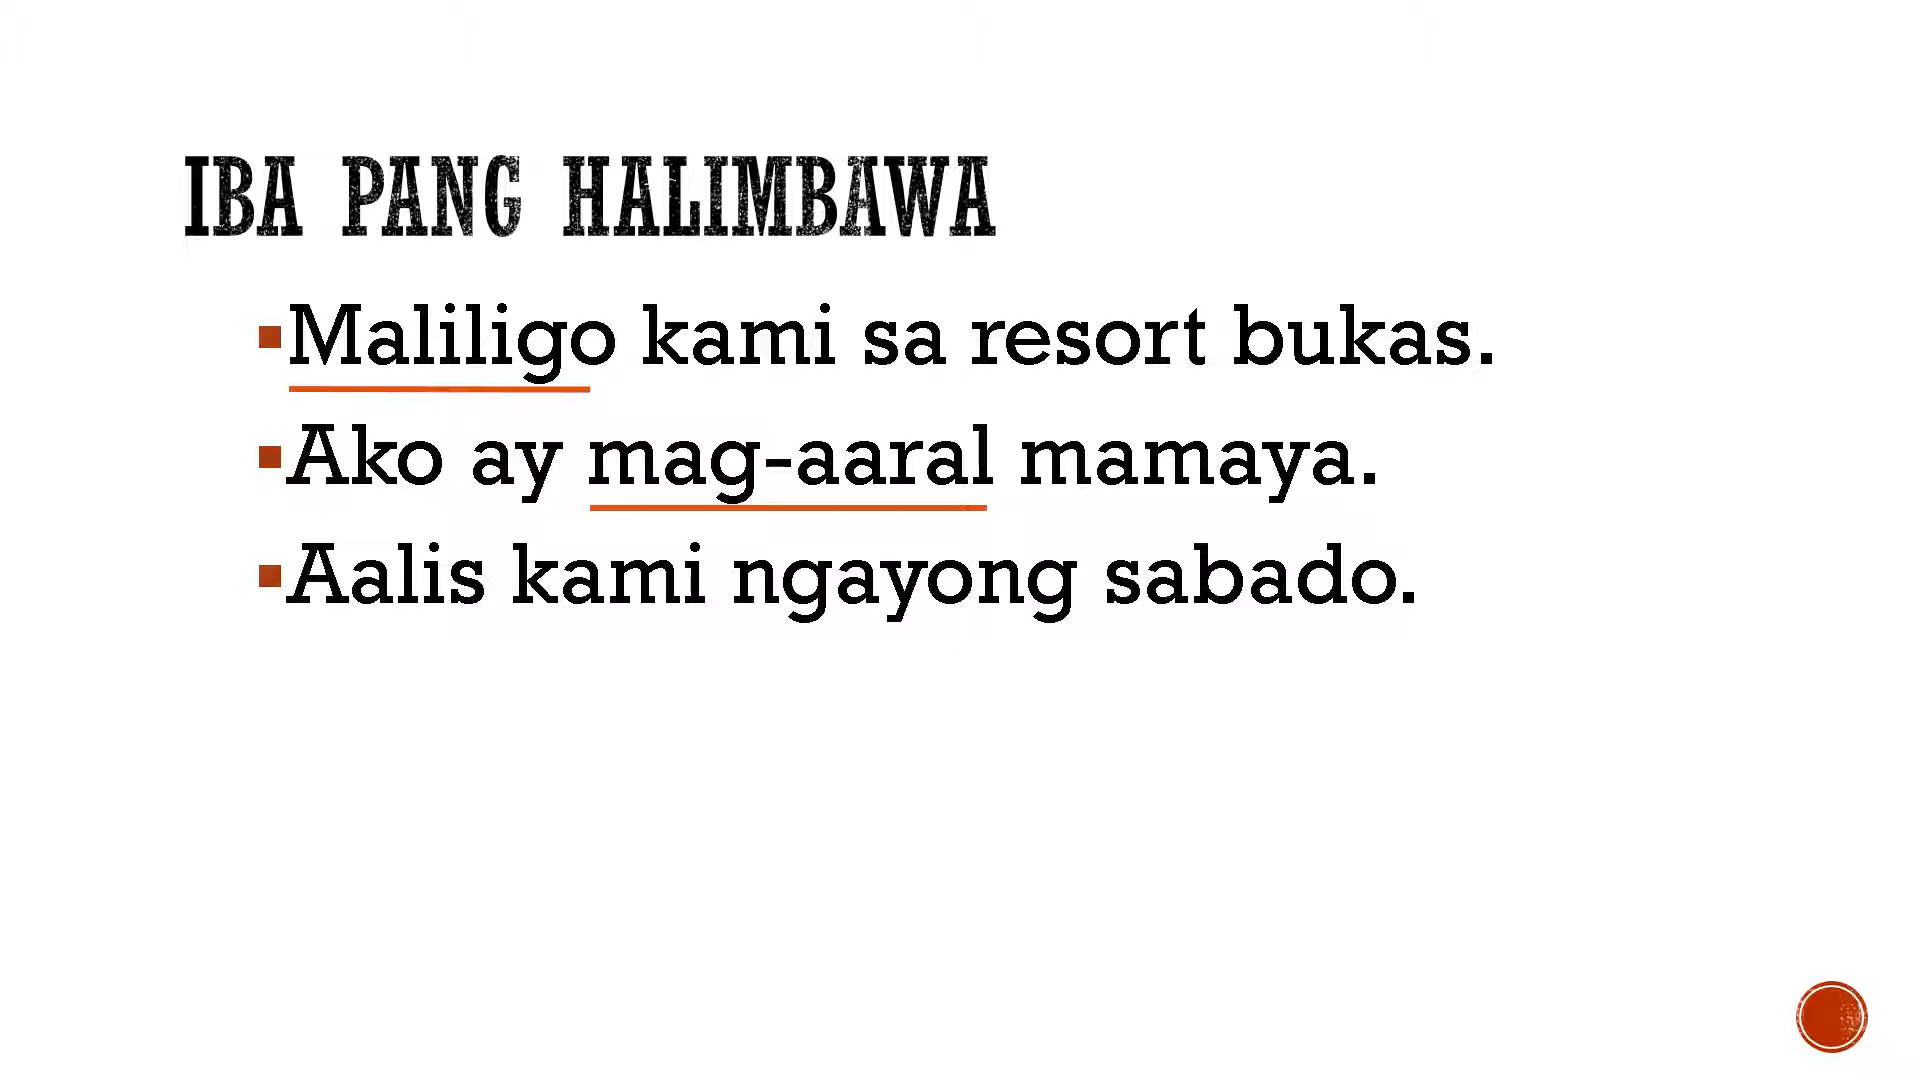 IBA PANG HALIMBAWA
▪Maliligo kami sa resort bukas.
▪Ako ay mag-aaral mamaya.
▪Aalis kami ngayong sabado.